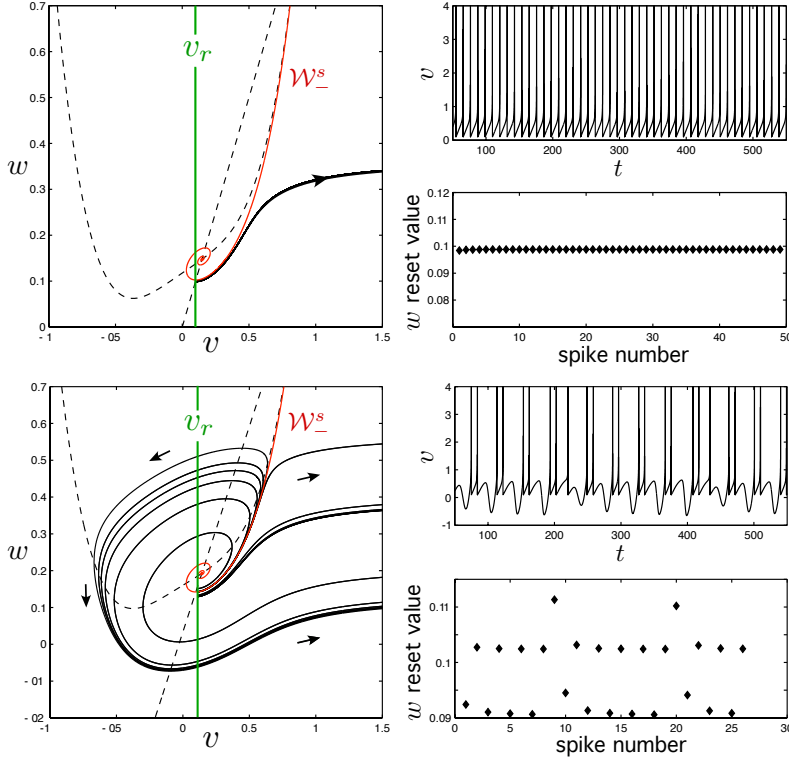 0.7
0.6
0.5
0.4
0.3
0.2
0.1
0
w
v_r
𝒲^s_−
- 1 - 05 0 0.5 1 1.5
v
4
3
2
1
0
v
100 200 300 400 500
t
0.12
0.11
0.1
0.09
0.08
w reset value
0 10 20 30 40 50
spike number
0.7
0.6
0.5
0.4
0.3
0.2
0.1
0
- 01
- 02
w
v_r
𝒲^s_−
- 1 - 05 0 0.5 1 1.5
v
4
3
2
1
0
-1
v
100 200 300 400 500
t
0.11
0.1
0.09
w reset value
0 5 10 15 20 25 30
spike number